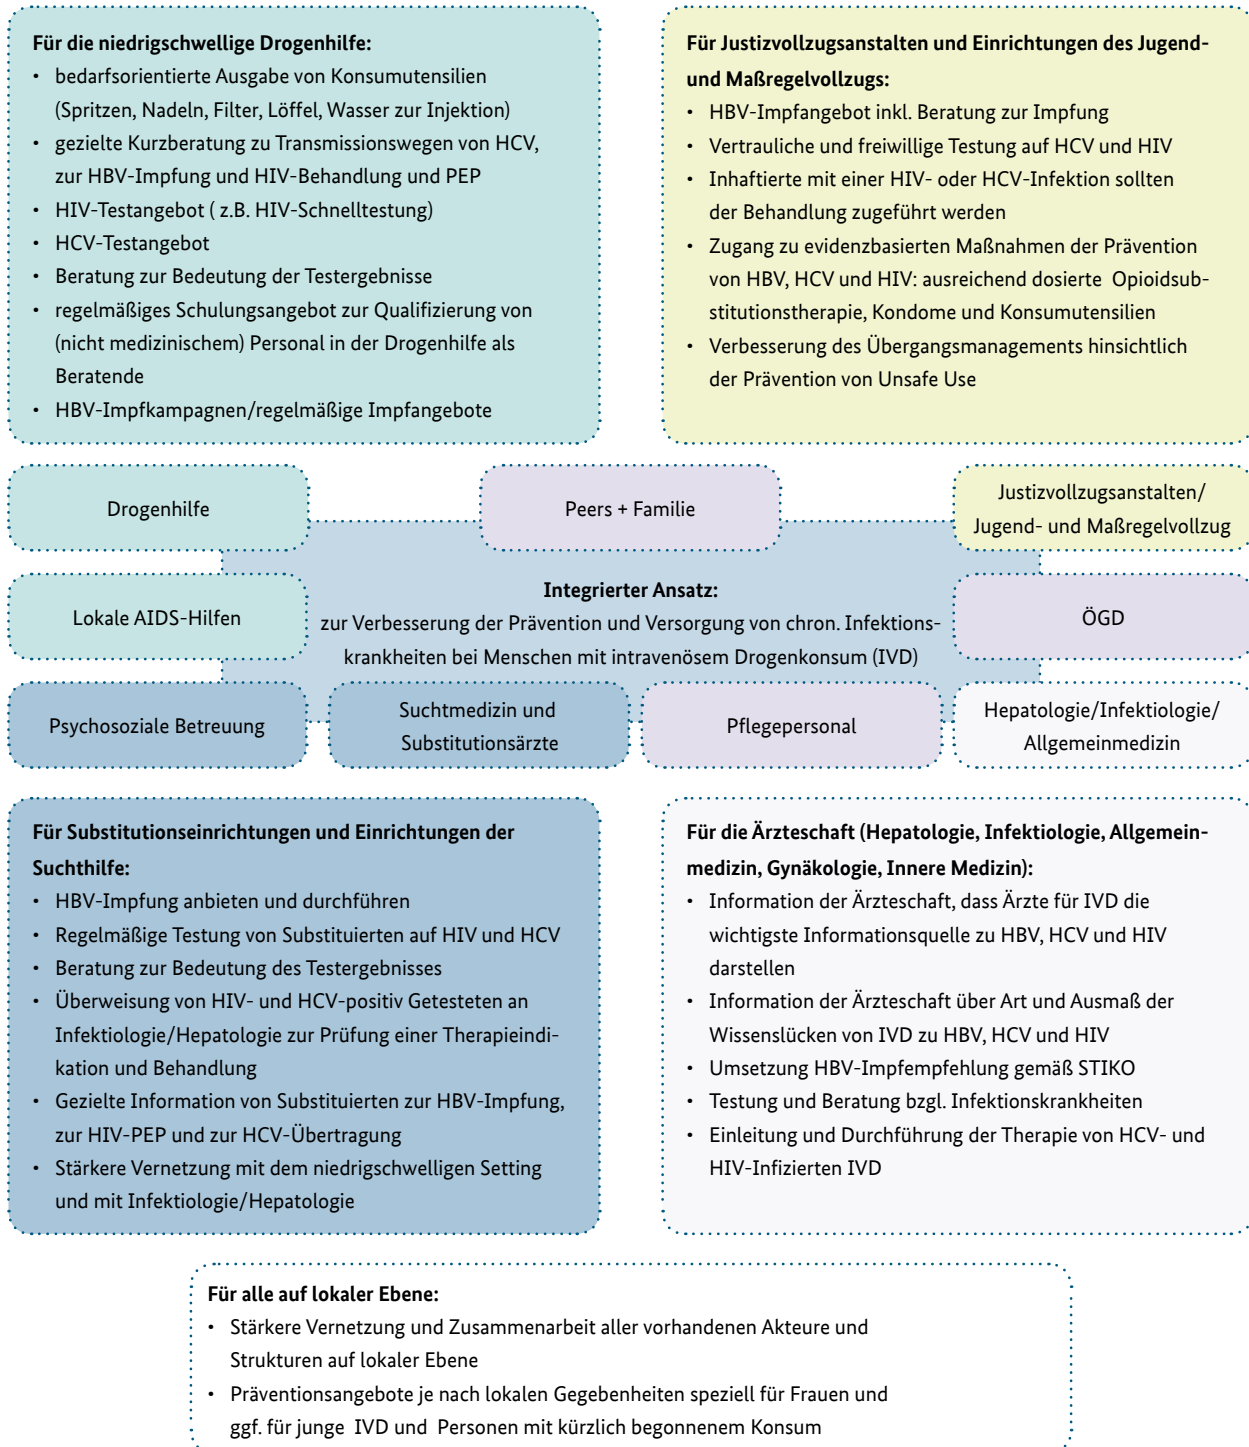 Für die niedrigschwellige Drogenhilfe:
• bedarfsorientierte Ausgabe von Konsumutensilien
(Spritzen, Nadeln, Filter, Löffel, Wasser zur Injektion)
• gezielte Kurzberatung zu Transmissionswegen von HCV,
zur HBV-Impfung und HIV-Behandlung und PEP
• HIV-Testangebot ( z.B. HIV-Schnelltestung)
• HCV-Testangebot
• Beratung zur Bedeutung der Testergebnisse
• regelmäßiges Schulungsangebot zur Qualifizierung von
(nicht medizinischem) Personal in der Drogenhilfe als
Beratende
• HBV-Impfkampagnen/regelmäßige Impfangebote
Für Justizvollzugsanstalten und Einrichtungen des Jugend-
und Maßregelvollzugs:
• HBV-Impfangebot inkl. Beratung zur Impfung
• Vertrauliche und freiwillige Testung auf HCV und HIV
• Inhaftierte mit einer HIV- oder HCV-Infektion sollten
der Behandlung zugeführt werden
• Zugang zu evidenzbasierten Maßnahmen der Prävention
von HBV, HCV und HIV: ausreichend dosierte Opioidsub-
stitutionstherapie, Kondome und Konsumutensilien
• Verbesserung des Übergangsmanagements hinsichtlich
der Prävention von Unsafe Use
Drogenhilfe
Peers + Familie
Justizvollzugsanstalten/
Jugend- und Maßregelvollzug
Lokale AIDS-Hilfen
Integrierter Ansatz:
zur Verbesserung der Prävention und Versorgung von chron. Infektions-
krankheiten bei Menschen mit intravenösem Drogenkonsum (IVD)
ÖGD
Psychosoziale Betreuung
Suchtmedizin und
Substitutionsärzte
Pflegepersonal
Hepatologie/Infektiologie/
Allgemeinmedizin
Für Substitutionseinrichtungen und Einrichtungen der
Suchthilfe:
• HBV-Impfung anbieten und durchführen
• Regelmäßige Testung von Substituierten auf HIV und HCV
• Beratung zur Bedeutung des Testergebnisses
• Überweisung von HIV- und HCV-positiv Getesteten an
Infektiologie/Hepatologie zur Prüfung einer Therapieindi-
kation und Behandlung
• Gezielte Information von Substituierten zur HBV-Impfung,
zur HIV-PEP und zur HCV-Übertragung
• Stärkere Vernetzung mit dem niedrigschwelligen Setting
und mit Infektiologie/Hepatologie
Für die Ärzteschaft (Hepatologie, Infektiologie, Allgemein-
medizin, Gynäkologie, Innere Medizin):
• Information der Ärzteschaft, dass Ärzte für IVD die
wichtigste Informationsquelle zu HBV, HCV und HIV
darstellen
• Information der Ärzteschaft über Art und Ausmaß der
Wissenslücken von IVD zu HBV, HCV und HIV
• Umsetzung HBV-Impfempfehlung gemäß STIKO
• Testung und Beratung bzgl. Infektionskrankheiten
• Einleitung und Durchführung der Therapie von HCV- und
HIV-Infizierten IVD
Für alle auf lokaler Ebene:
• Stärkere Vernetzung und Zusammenarbeit aller vorhandenen Akteure und
Strukturen auf lokaler Ebene
• Präventionsangebote je nach lokalen Gegebenheiten speziell für Frauen und
ggf. für junge IVD und Personen mit kürzlich begonnenem Konsum